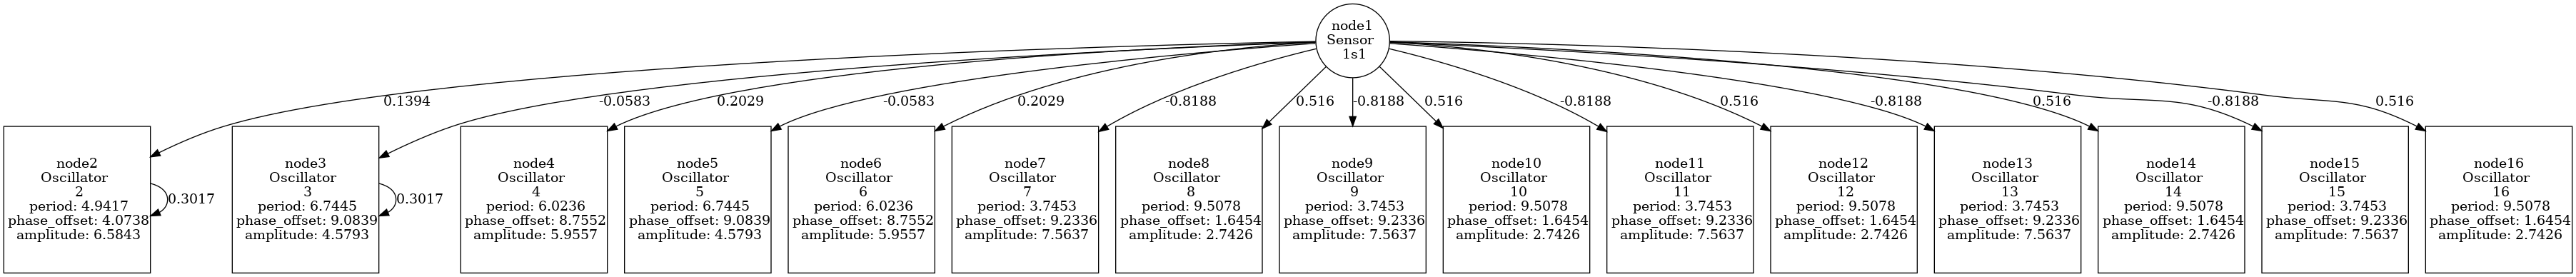 node1
Sensor
1s1
0.1394
-0.0583
0.2029
-0.0583
0.2029
-0.8188
0.516
-0.8188
0.516
-0.8188
0.516
-0.8188
0.516
-0.8188
0.516
node2
Oscillator
2
period: 4.9417
phase_offset: 4.0738
amplitude: 6.5843
0.3017
node3
Oscillator
3
period: 6.7445
phase_offset: 9.0839
amplitude: 4.5793
0.3017
node4
Oscillator
4
period: 6.0236
phase_offset: 8.7552
amplitude: 5.9557
node5
Oscillator
5
period: 6.7445
phase_offset: 9.0839
amplitude: 4.5793
node6
Oscillator
6
period: 6.0236
phase_offset: 8.7552
amplitude: 5.9557
node7
Oscillator
7
period: 3.7453
phase_offset: 9.2336
amplitude: 7.5637
node8
Oscillator
8
period: 9.5078
phase_offset: 1.6454
amplitude: 2.7426
node9
Oscillator
9
period: 3.7453
phase_offset: 9.2336
amplitude: 7.5637
node10
Oscillator
10
period: 9.5078
phase_offset: 1.6454
amplitude: 2.7426
node11
Oscillator
11
period: 3.7453
phase_offset: 9.2336
amplitude: 7.5637
node12
Oscillator
12
period: 9.5078
phase_offset: 1.6454
amplitude: 2.7426
node13
Oscillator
13
period: 3.7453
phase_offset: 9.2336
amplitude: 7.5637
node14
Oscillator
14
period: 9.5078
phase_offset: 1.6454
amplitude: 2.7426
node15
Oscillator
15
period: 3.7453
phase_offset: 9.2336
amplitude: 7.5637
node16
Oscillator
16
period: 9.5078
phase_offset: 1.6454
amplitude: 2.7426